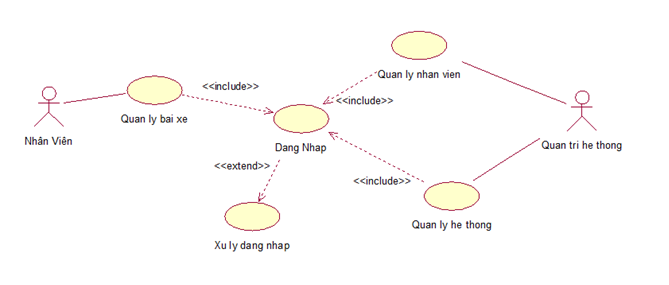 Quan ly nhan vien
<<include>>
<<include>>
Quan ly bai xe
Nhân Viên
Dang Nhap
Quan tri he thong
<<extend>>
<<include>>
Quan ly he thong
Xu ly dang nhap